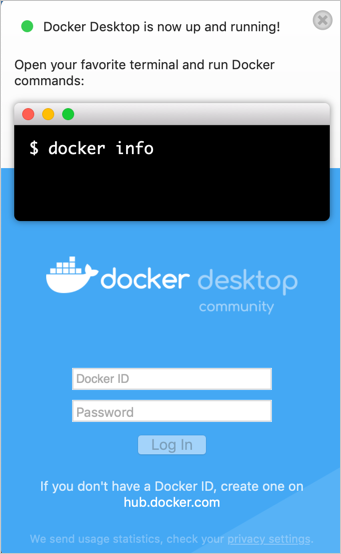 Docker Desktop is now up and running!
Open your favorite terminal and run Docker
commands:
$ docker info
docker desktop
community
Docker ID
Password
Log In
If you don't have a Docker ID, create one on
hub.docker.com
We send usage statistics, check your privacy settings.